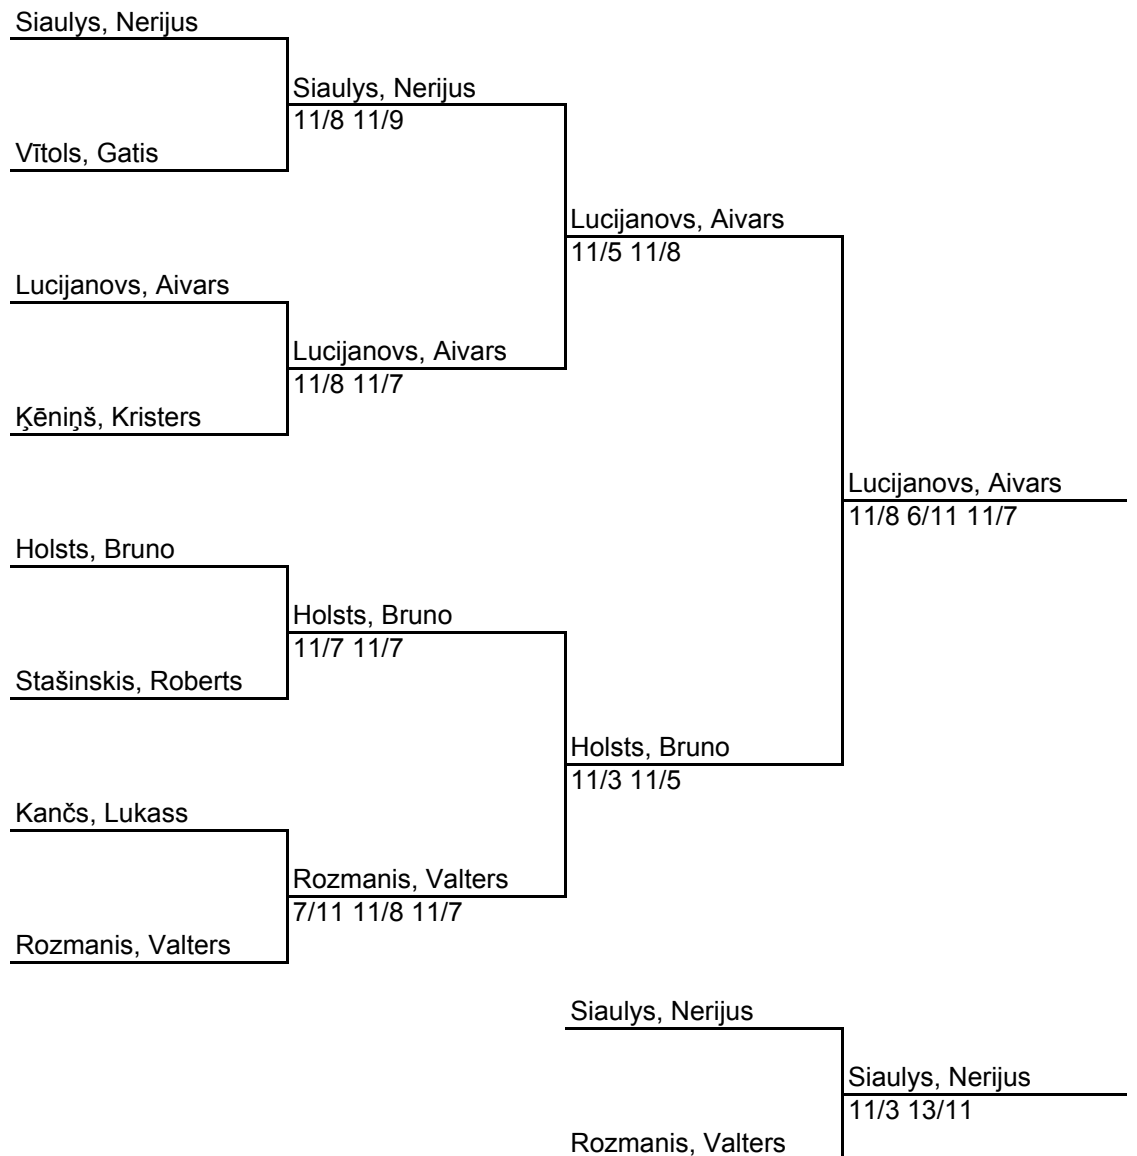 Siaulys, Nerijus
Siaulys, Nerijus
11/8 11/9
Vītols, Gatis
Lucijanovs, Aivars
11/5 11/8
Lucijanovs, Aivars
Lucijanovs, Aivars
11/8 11/7
Ķēniņš, Kristers
Lucijanovs, Aivars
11/8 6/11 11/7
Holsts, Bruno
Holsts, Bruno
11/7 11/7
Stašinskis, Roberts
Holsts, Bruno
11/3 11/5
Kančs, Lukass
Rozmanis, Valters
7/11 11/8 11/7
Rozmanis, Valters
Siaulys, Nerijus
Siaulys, Nerijus
11/3 13/11
Rozmanis, Valters